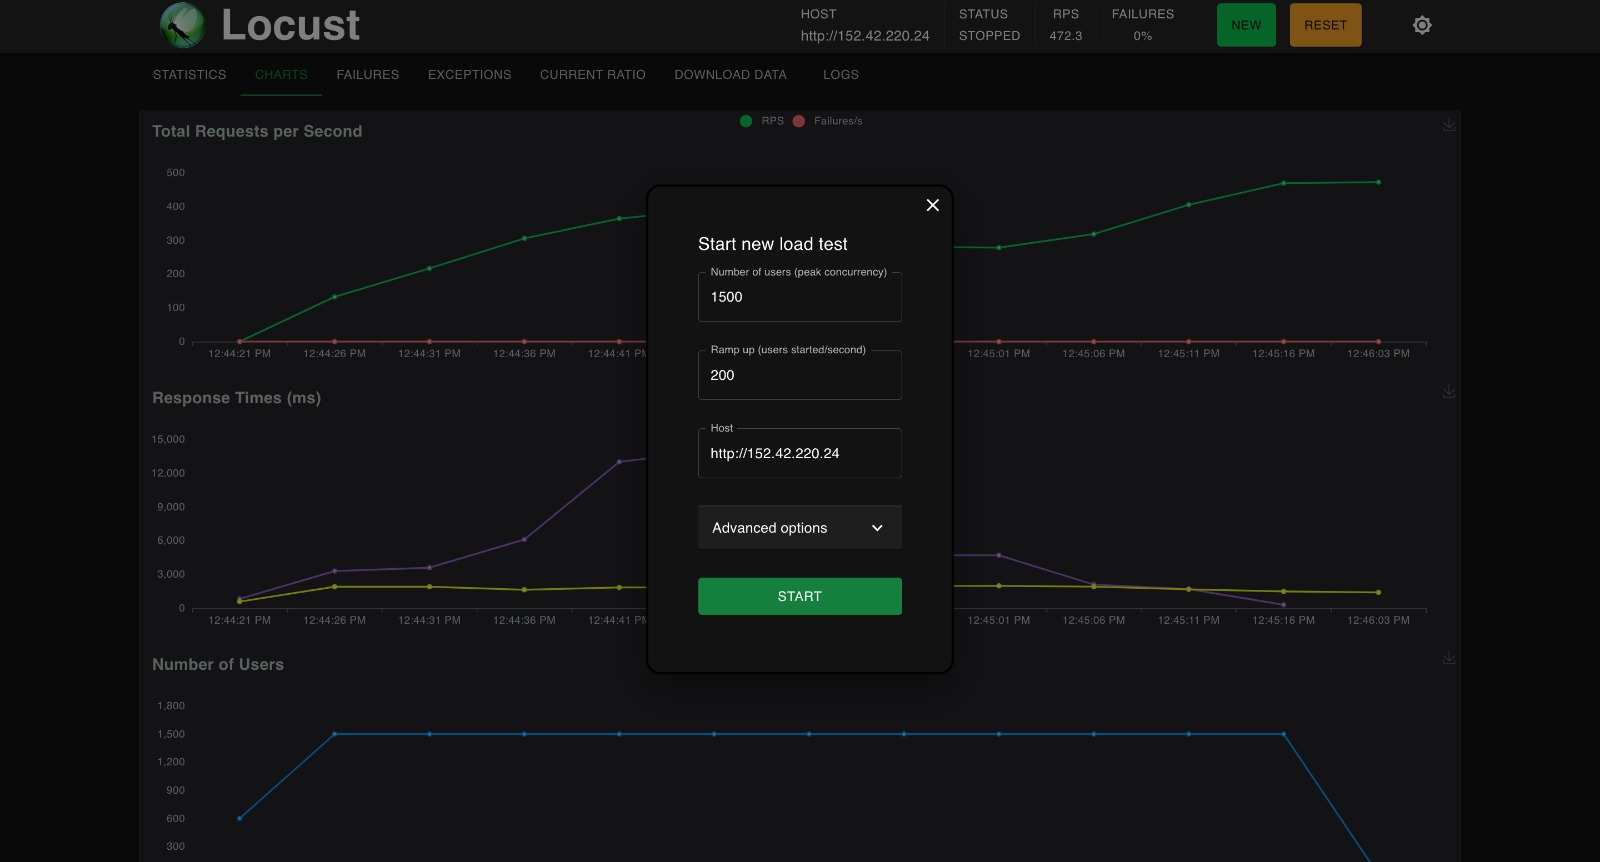 Locust
HOST
http://152.42.220.24
STATUS
STOPPED
RPS
472.3
FAILURES
0%
NEW
RESET
STATISTICS
CHARTS
FAILURES
EXCEPTIONS
CURRENT RATIO
DOWNLOAD DATA
LOGS
Total Requests per Second
RPS Failures/s
500
400
300
200
100
0
12:44:21 PM 12:44:26 PM 12:44:31 PM 12:44:36 PM 12:44:41 PM 12:45:01 PM 12:45:06 PM 12:45:11 PM 12:45:16 PM 12:46:03 PM
Start new load test
Number of users (peak concurrency)
1500
Ramp up (users started/second)
200
Host
http://152.42.220.24
Advanced options
START
Response Times (ms)
15,000
12,000
9,000
6,000
3,000
0
12:44:21 PM 12:44:26 PM 12:44:31 PM 12:44:36 PM 12:44:41 PM 12:45:01 PM 12:45:06 PM 12:45:11 PM 12:45:16 PM 12:46:03 PM
Number of Users
1,800
1,500
1,200
900
600
300